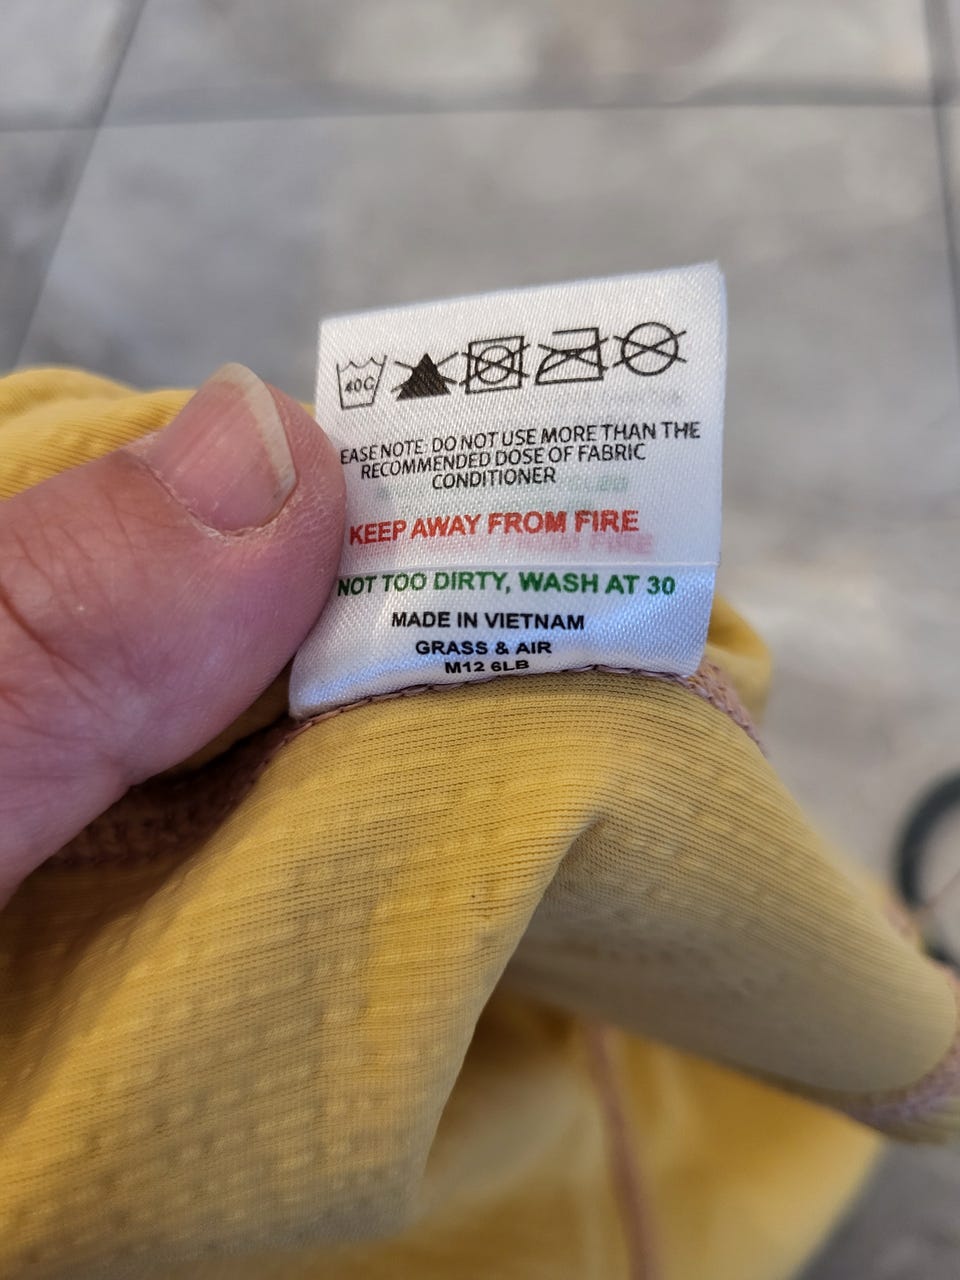 40C
EASE NOTE: DO NOT USE MORE THAN THE
RECOMMENDED DOSE OF FABRIC
CONDITIONER
KEEP AWAY FROM FIRE
NOT TOO DIRTY, WASH AT 30
MADE IN VIETNAM
GRASS & AIR
M12 6LB